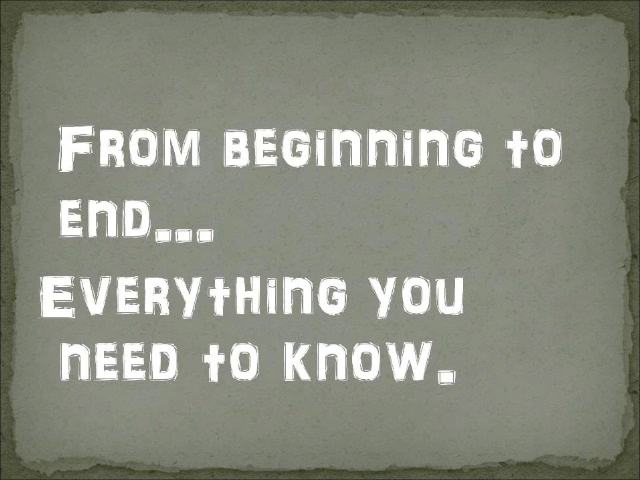 From beginning to
end...
Everything you
need to know.